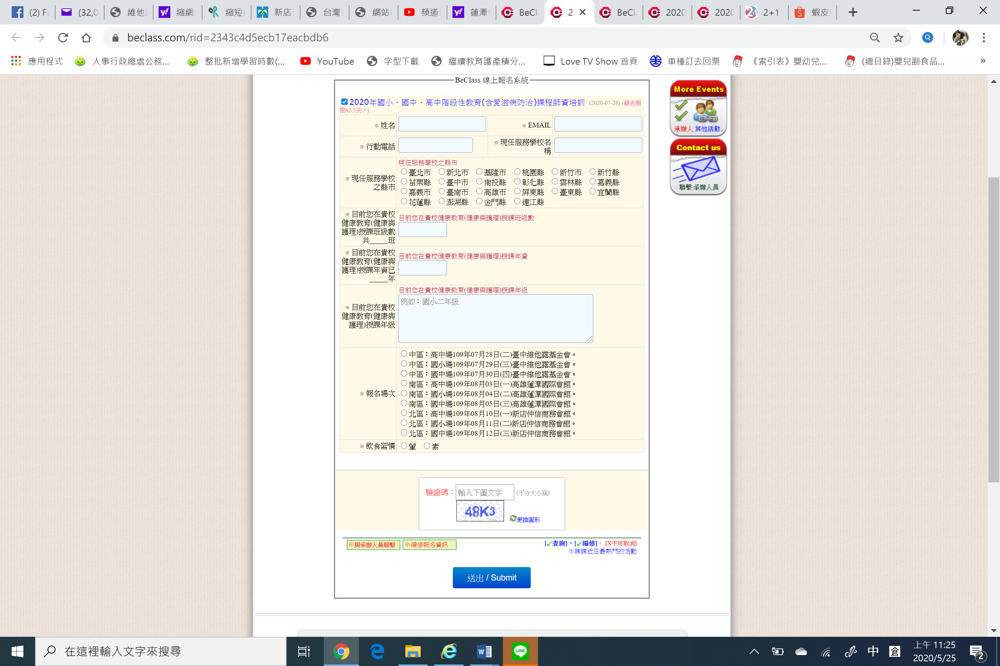 (2) Fa
(32,0
維他
縮網
縮短
新店
台灣
網站
頻道
蓮潭
BeCla
2
BeCla
2020
2020
2+1
蝦皮
beclass.com/rid=2343c4d5ecb17eacbdb6
應用程式
人事行政總處公務...
整批新增學習時數(...
YouTube
字型下載
繼續教育護產積分...
Love TV Show 首頁
車種訂去回票
《索引表》嬰幼兒...
(總目錄)嬰兒副食品...
»
BeClass 線上報名系統
2020年國小、國中、高中階段性教育(含愛滋病防治)課程師資培訓 (2020-07-28) (報名期
限42.5天。)
※ 姓名
※ EMAIL
※ 行動電話
※ 現任服務學校名
稱
※ 現任服務學校
之縣市
現任服務學校之縣市
臺北市 新北市 基隆市 桃園縣 新竹市 新竹縣
苗栗縣 臺中市 南投縣 彰化縣 雲林縣 嘉義縣
嘉義市 臺南市 高雄市 屏東縣 臺東縣 宜蘭縣
花蓮縣 澎湖縣 金門縣 連江縣
※ 目前您在貴校
健康教育(健康與
護理)授課班級數
共_____班
目前您在貴校健康教育(健康與護理)授課班級數
※ 目前您在貴校
健康教育(健康與
護理)授課年資已
_____年
目前您在貴校健康教育(健康與護理)授課年資
※ 目前您在貴校
健康教育(健康與
護理)授課年級
目前您在貴校健康教育(健康與護理)授課年級
例如：國小二年級
※ 報名場次
中區：高中場109年07月28日(二)臺中維他露基金會。
中區：國小場109年07月29日(三)臺中維他露基金會。
中區：國中場109年07月30日(四)臺中維他露基金會。
南區：高中場109年08月03日(一)高雄蓮潭國際會館。
南區：國小場109年08月04日(二)高雄蓮潭國際會館。
南區：國中場109年08月05日(三)高雄蓮潭國際會館。
北區：高中場109年08月10日(一)新店仲信商務會館。
北區：國小場109年08月11日(二)新店仲信商務會館。
北區：國中場109年08月12日(三)新店仲信商務會館。
※ 飲食習慣
葷 素
驗證碼：輸入下圖文字 (不分大小寫)
48K3
更換圖形
※與承辦人員聯繫 ※編修報名資訊
[✓查詢]、[✓編修]、 [X不可取消]
※瞧瞧近日最熱門的活動
送出 / Submit
More Events
承辦人 其他活動..
Contact us
聯繫 承辦人員
在這裡輸入文字來搜尋
LINE
中
倉
上午 11:25
2020/5/25
2